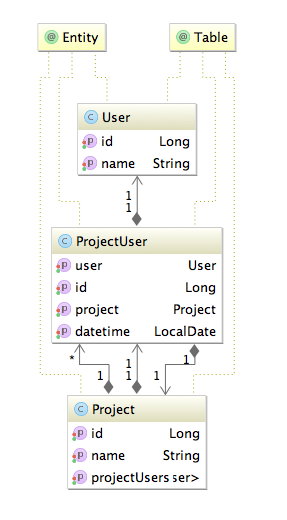 @ Entity
@ Table
C User
p id Long
p name String
1
1
C ProjectUser
p user User
p id Long
p project Project
p datetime LocalDate
* 1 1
1 1 1
C Project
p id Long
p name String
p projectUsers ser>